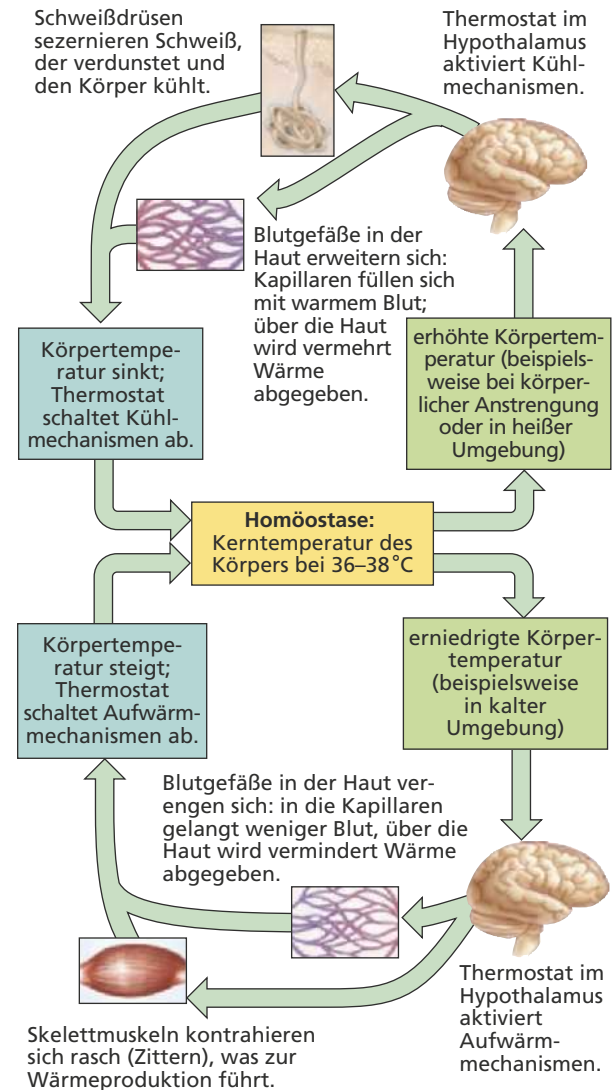 Schweißdrüsen
sezernieren Schweiß,
der verdunstet und
den Körper kühlt.
Thermostat im
Hypothalamus
aktiviert Kühl-
mechanismen.
Blutgefäße in der
Haut erweitern sich:
Kapillaren füllen sich
mit warmem Blut;
über die Haut
wird vermehrt
Wärme
abgegeben.
Körpertempe-
ratur sinkt;
Thermostat
schaltet Kühl-
mechanismen ab.
erhöhte Körpertem-
peratur (beispiels-
weise bei körper-
licher Anstrengung
oder in heißer
Umgebung)
Homöostase:
Kerntemperatur des
Körpers bei 36–38˚C
Körpertempe-
ratur steigt;
Thermostat
schaltet Aufwärm-
mechanismen ab.
erniedrigte Körper-
temperatur
(beispielsweise
in kalter
Umgebung)
Blutgefäße in der Haut ver-
engen sich: in die Kapillaren
gelangt weniger Blut, über die
Haut wird vermindert Wärme
abgegeben.
Thermostat im
Hypothalamus
aktiviert
Aufwärm-
mechanismen.
Skelettmuskeln kontrahieren
sich rasch (Zittern), was zur
Wärmeproduktion führt.